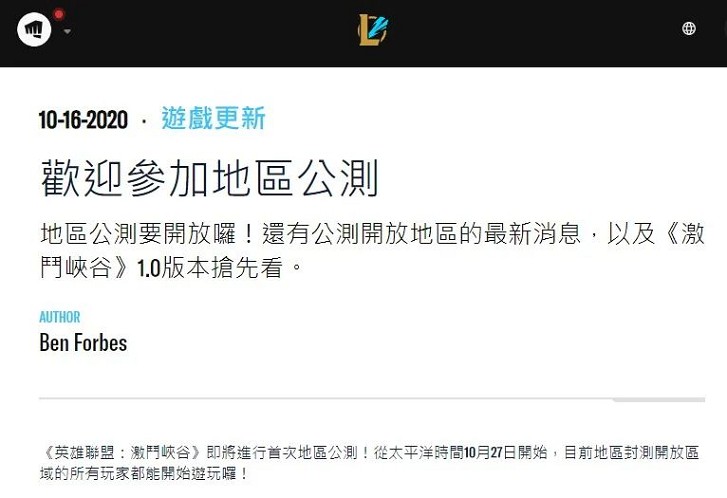 10-16-2020 · 遊戲更新
歡迎參加地區公測
地區公測要開放囉！還有公測開放地區的最新消息，以及《激
鬥峽谷》1.0版本搶先看。
AUTHOR
Ben Forbes
《英雄聯盟：激鬥峽谷》即將進行首次地區公測！從太平洋時間10月27日開始，目前地區封測開放區
域的所有玩家都能開始遊玩囉！